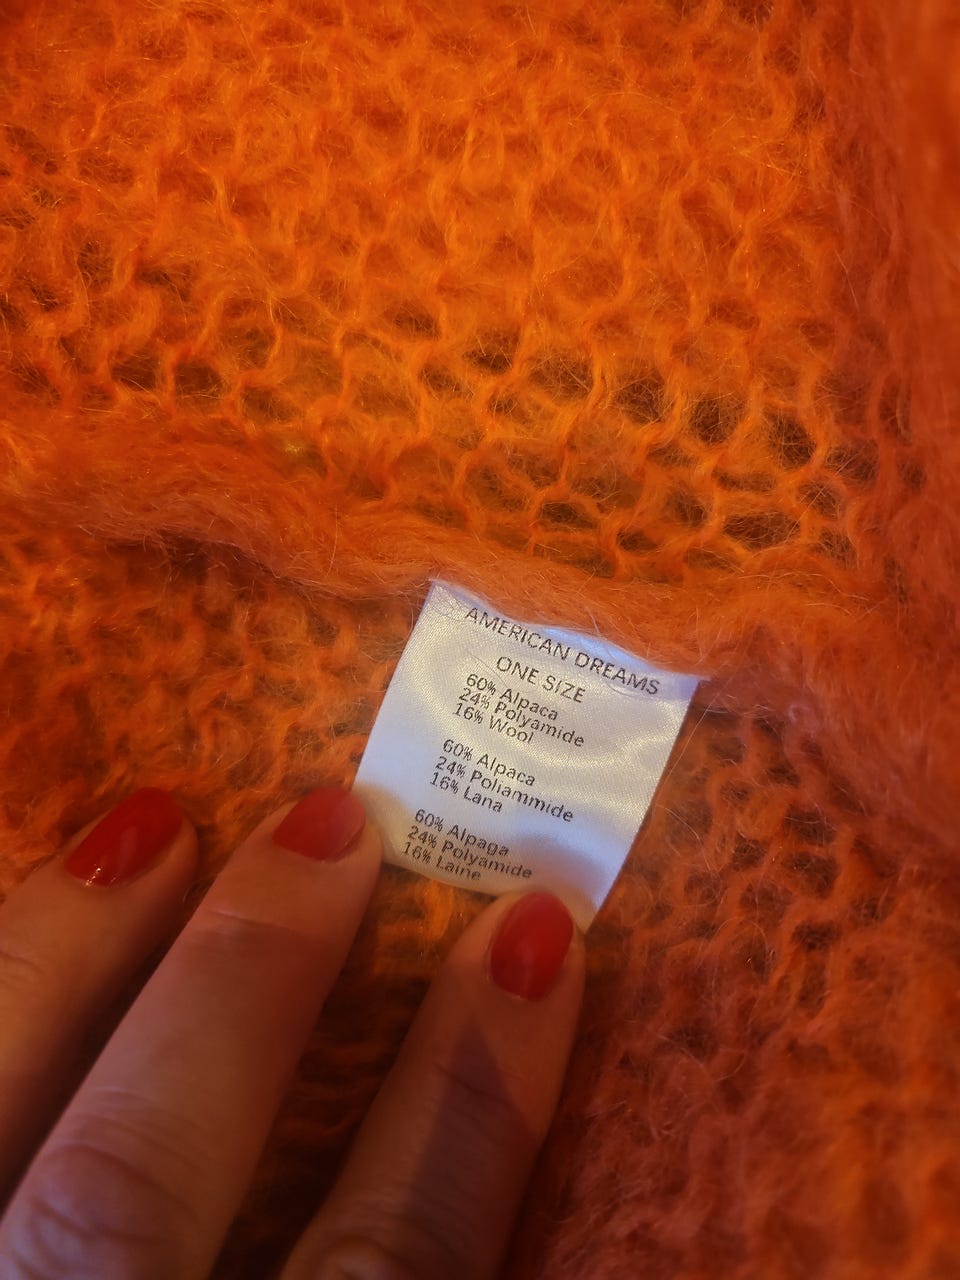 AMERICAN DREAMS
ONE SIZE
60% Alpaca
24% Polyamide
16% Wool
60% Alpaca
24% Poliammide
16% Lana
60% Alpaga
24% Polyamide
16% Laine